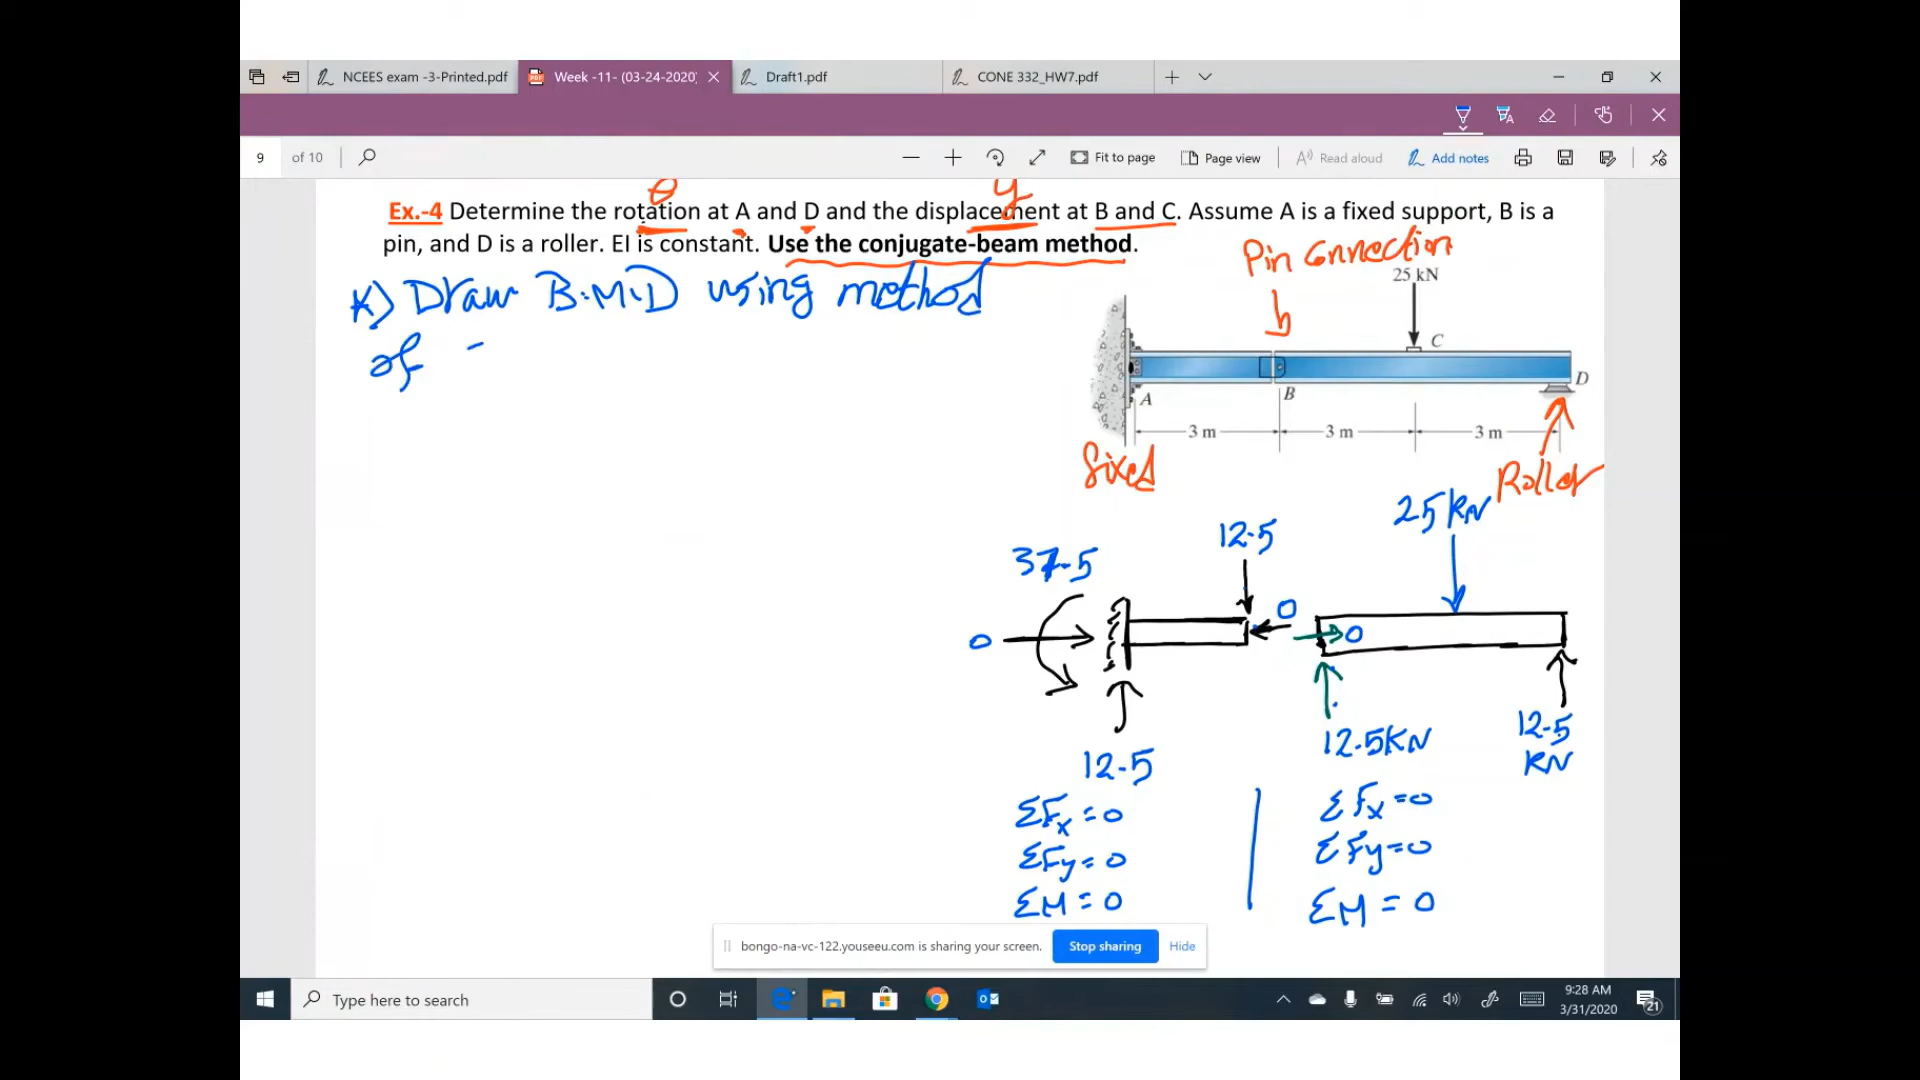 NCEES exam -3-Printed.pdf
Week -11- (03-24-2020)
Draft1.pdf
CONE 332_HW7.pdf
9 of 10
Fit to page
Page view
Read aloud
Add notes
θ y
Ex.-4 Determine the rotation at A and D and the displacement at B and C. Assume A is a fixed support, B is a
pin, and D is a roller. EI is constant. Use the conjugate-beam method.
Pin Connection
Draw B.M.D using method
of
25 kN
C
D
A
B
3 m
3 m
3 m
fixed
Roller
25 KN
12.5
37.5
0
0
0
12.5KN
12.5
KN
12.5
ΣFx = 0
ΣFy = 0
ΣM = 0
ΣFx = 0
ΣFy = 0
ΣM = 0
bongo-na-vc-122.youseeu.com is sharing your screen.
Stop sharing
Hide
Type here to search
9:28 AM
3/31/2020
21